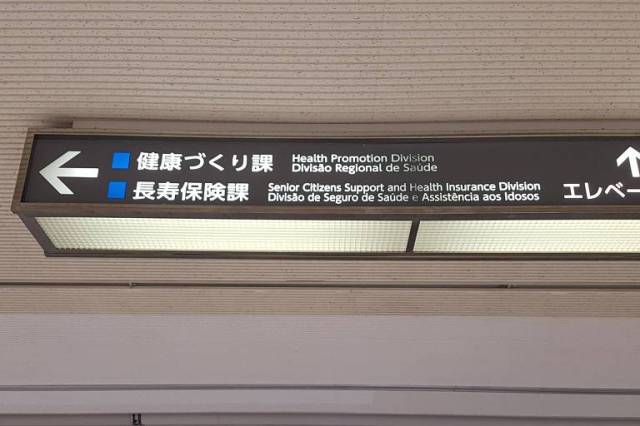 健康づくり課 Health Promotion Division
Divisão Regional de Saúde
長寿保険課 Senior Citizens Support and Health Insurance Division
Divisão de Seguro de Saúde e Assistência aos Idosos
エレベー